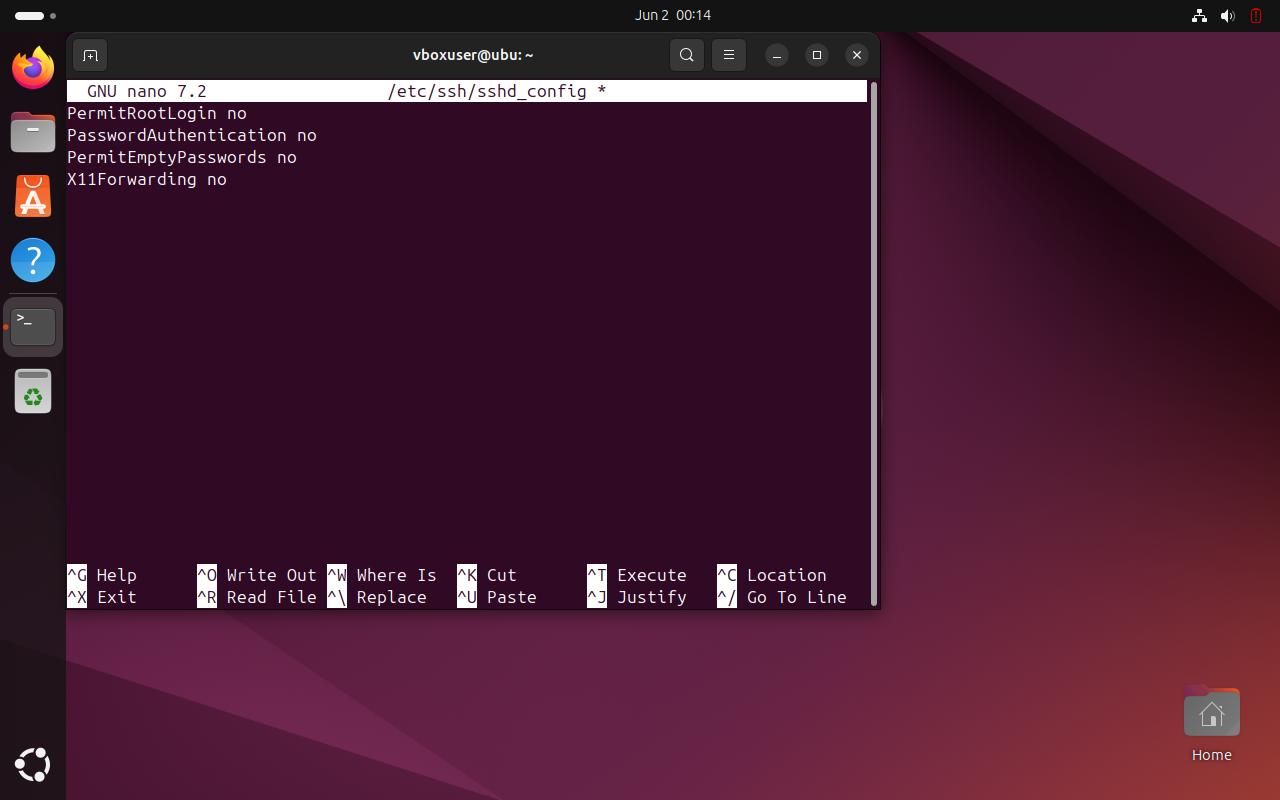 Jun 2 00:14
vboxuser@ubu: ~
GNU nano 7.2 /etc/ssh/sshd_config *
PermitRootLogin no
PasswordAuthentication no
PermitEmptyPasswords no
X11Forwarding no
^G Help ^O Write Out ^W Where Is ^K Cut ^T Execute ^C Location
^X Exit ^R Read File ^\ Replace ^U Paste ^J Justify ^/ Go To Line
Home